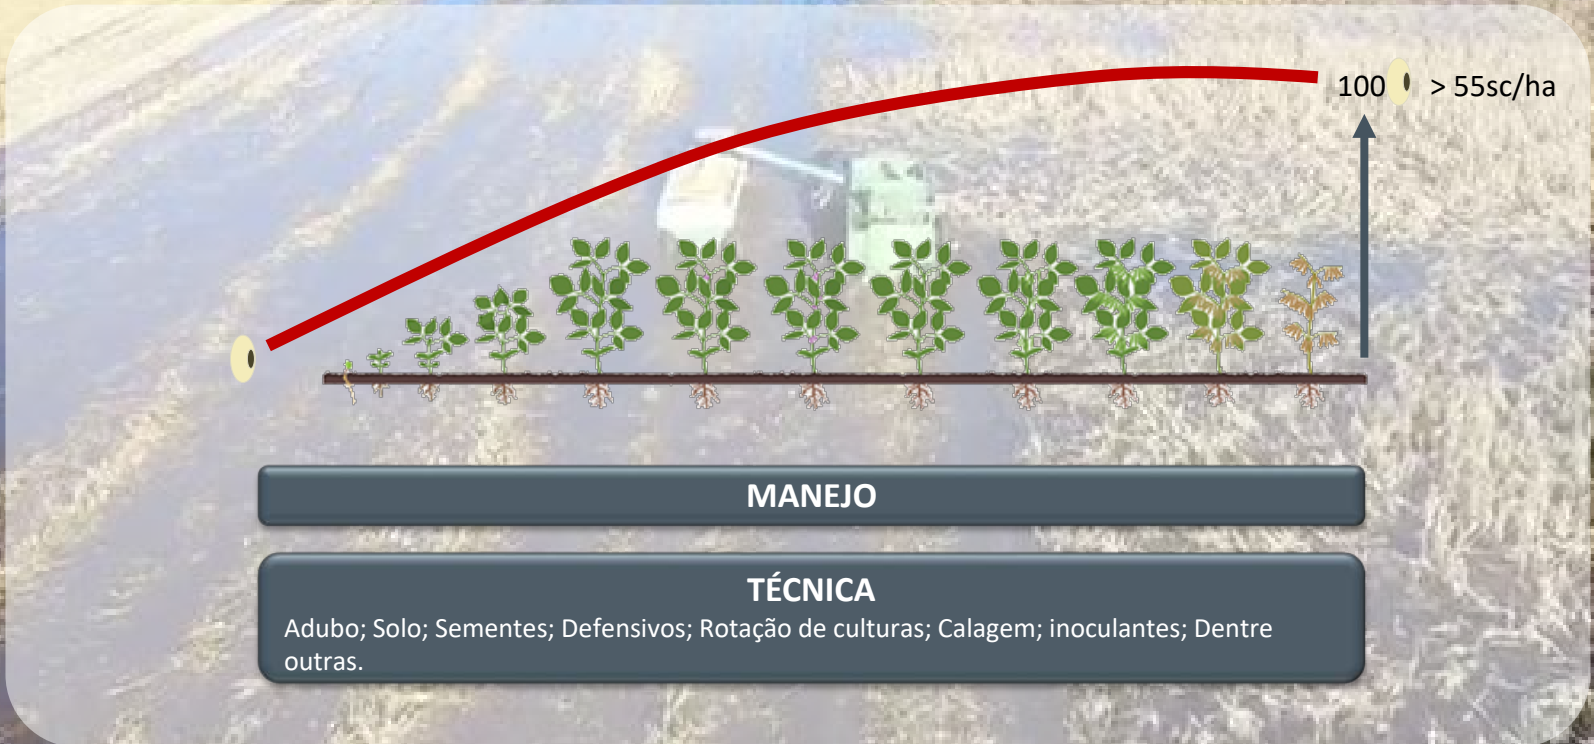 100 > 55sc/ha
MANEJO
TÉCNICA
Adubo; Solo; Sementes; Defensivos; Rotação de culturas; Calagem; inoculantes; Dentre
outras.